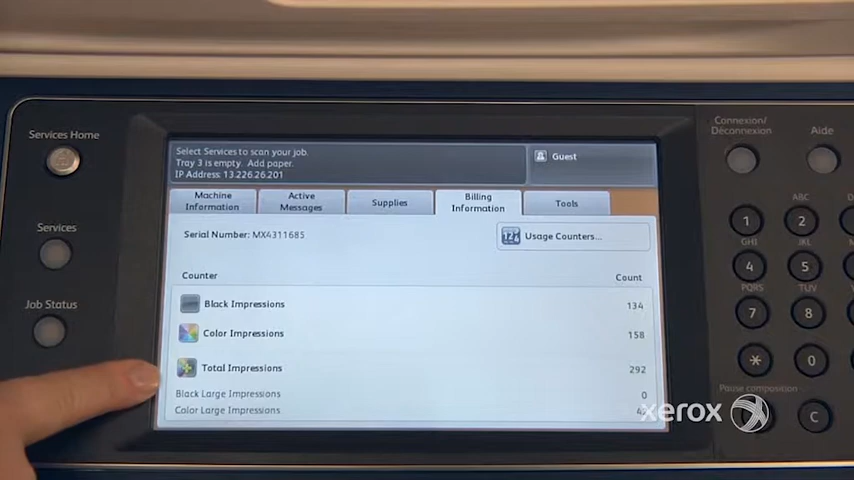 Services Home
Services
Job Status
Select Services to scan your job.
Tray 3 is empty. Add paper.
IP Address: 13.226.26.201
Guest
Machine Information
Active Messages
Supplies
Billing Information
Tools
Serial Number: MX4311685
Usage Counters...
Counter Count
Black Impressions 134
Color Impressions 158
Total Impressions 292
Black Large Impressions 0
Color Large Impressions
xerox
Connexion/
Déconnexion
Aide
ABC
1 2
GHI JKL
4 5
PQRS TUV
7 8
* 0
Pause composition
C